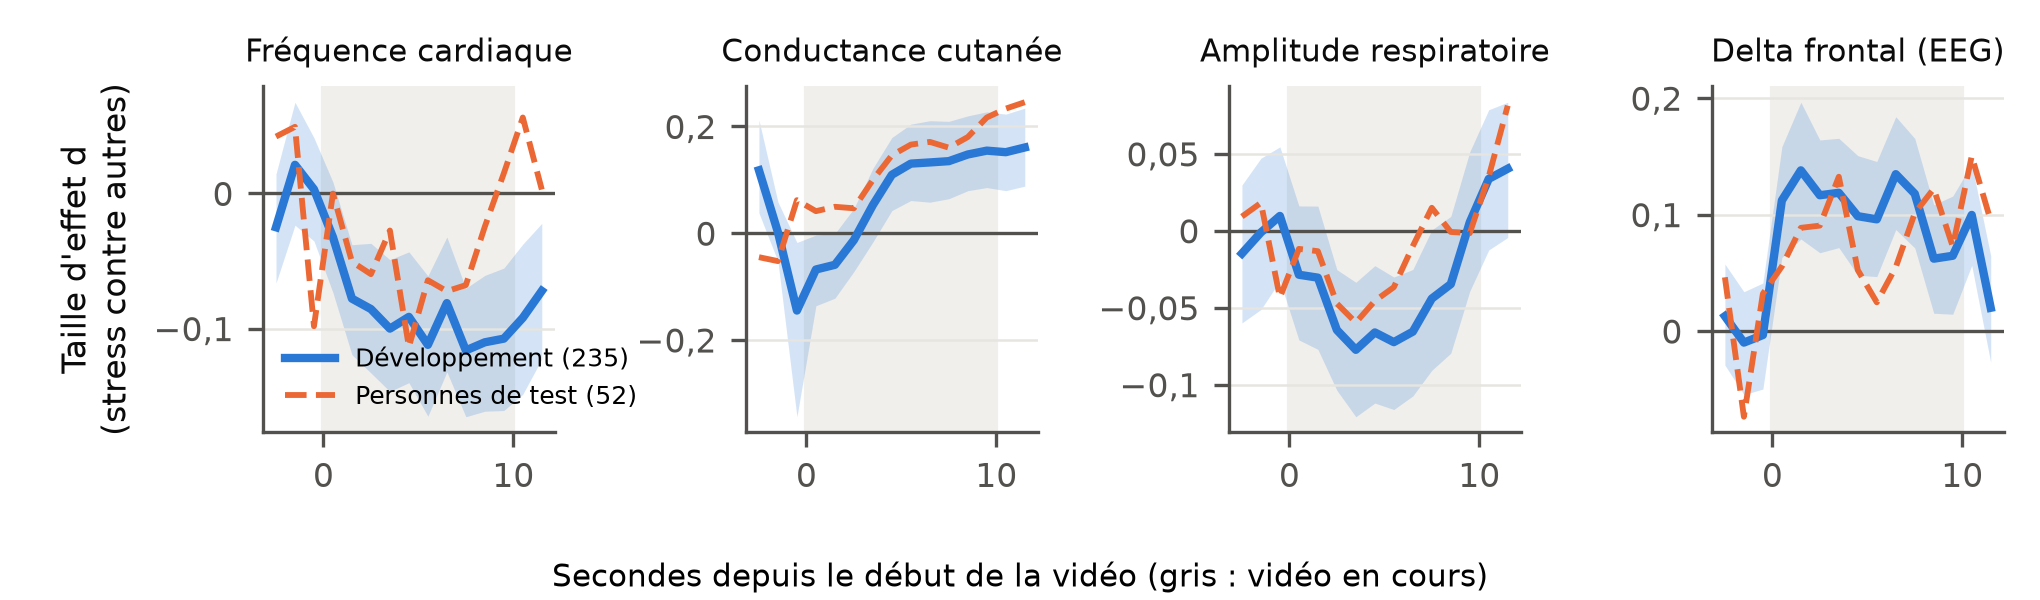 Fréquence cardiaque
Conductance cutanée
Amplitude respiratoire
Delta frontal (EEG)
Taille d'effet d
(stress contre autres)
0
−0,1
Développement (235)
Personnes de test (52)
0 10
0,2
0
−0,2
0 10
0,05
0
−0,05
−0,1
0 10
0,2
0,1
0
0 10
Secondes depuis le début de la vidéo (gris : vidéo en cours)